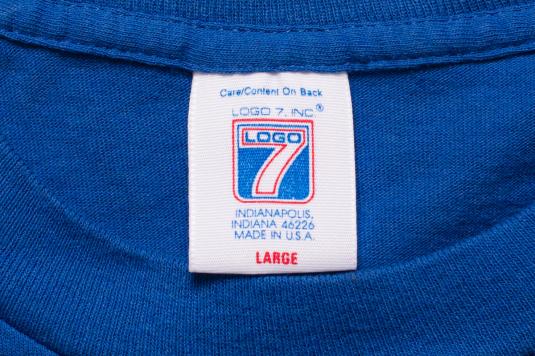 Care/Content On Back
LOGO 7, INC.®
LOGO
7
INDIANAPOLIS,
INDIANA 46226
MADE IN U.S.A.
LARGE